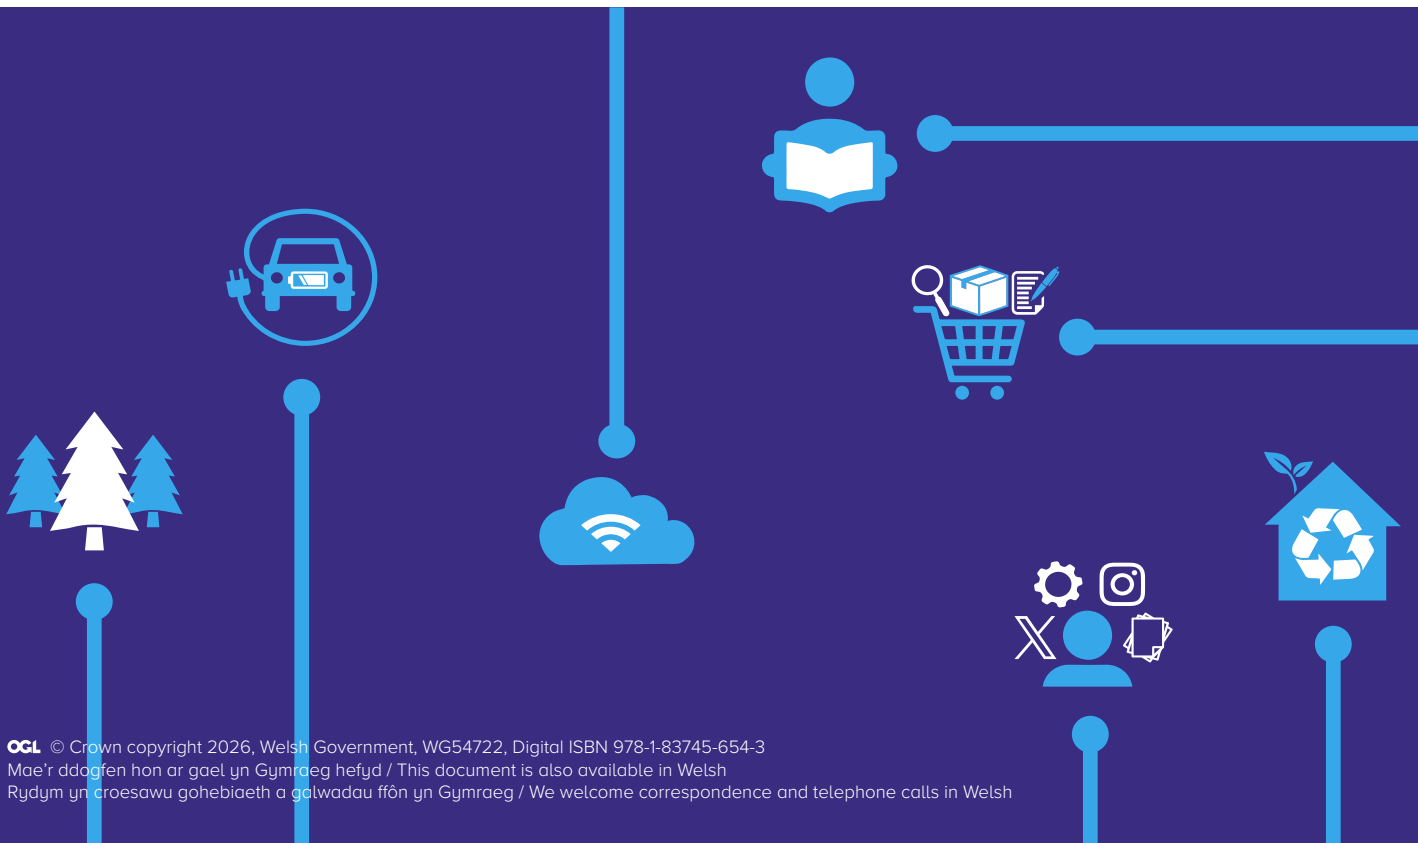 OGL © Crown copyright 2026, Welsh Government, WG54722, Digital ISBN 978-1-83745-654-3
Mae’r ddogfen hon ar gael yn Gymraeg hefyd / This document is also available in Welsh
Rydym yn croesawu gohebiaeth a galwadau ffôn yn Gymraeg / We welcome correspondence and telephone calls in Welsh